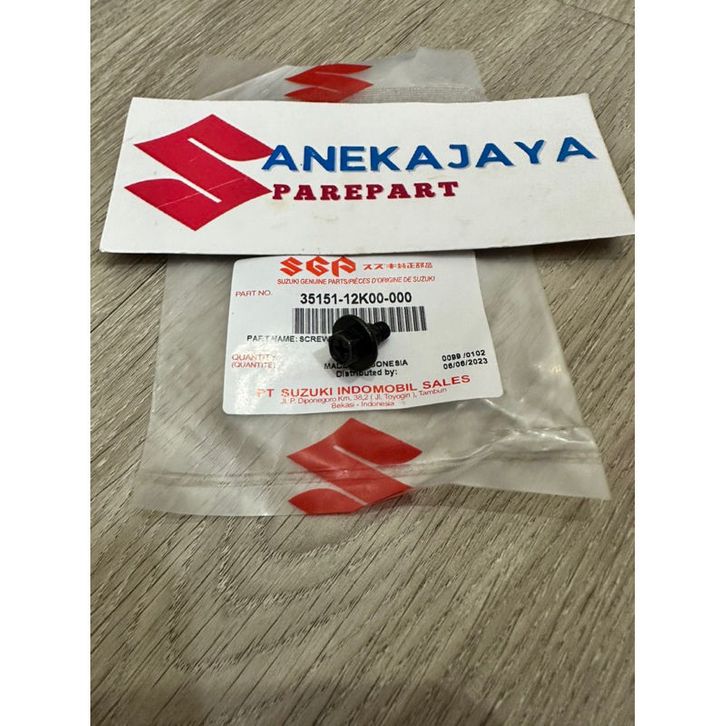 ANEKAJAYA
PAREPART
SGP スズキ純正部品
SUZUKI GENUINE PARTS/PIÈCES D'ORIGINE DE SUZUKI
PART NO. 35151-12K00-000
PART NAME: SCREW
QUANTITY
(QUANTITE)
0099 /0102
Distributed by: 06/06/2023
PT SUZUKI INDOMOBIL SALES
Jl. P. Diponegoro Km, 38,2 ( Jl. Toyogiri ), Tambun
Bekasi - Indonesia